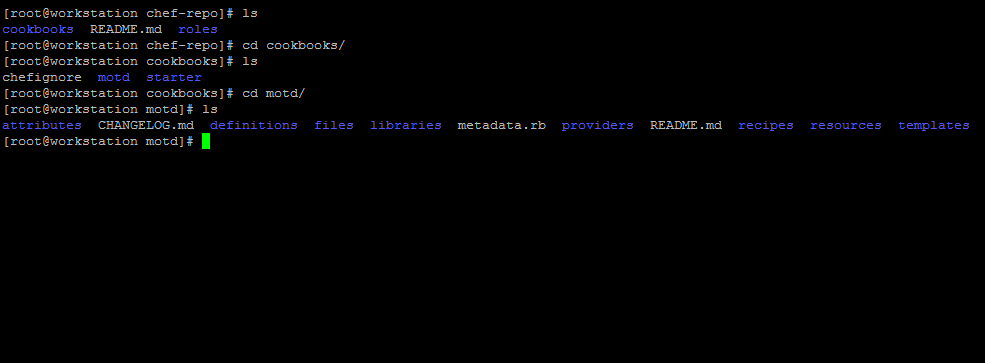 [root@workstation chef-repo]# ls
cookbooks  README.md  roles
[root@workstation chef-repo]# cd cookbooks/
[root@workstation cookbooks]# ls
chefignore  motd  starter
[root@workstation cookbooks]# cd motd/
[root@workstation motd]# ls
attributes  CHANGELOG.md  definitions  files  libraries  metadata.rb  providers  README.md  recipes  resources  templates
[root@workstation motd]#